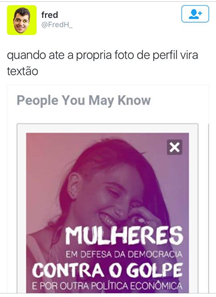 fred
@FredH_
quando ate a propria foto de perfil vira
textão
People You May Know
MULHERES
EM DEFESA DA DEMOCRACIA
CONTRA O GOLPE
E POR OUTRA POLÍTICA ECONÔMICA